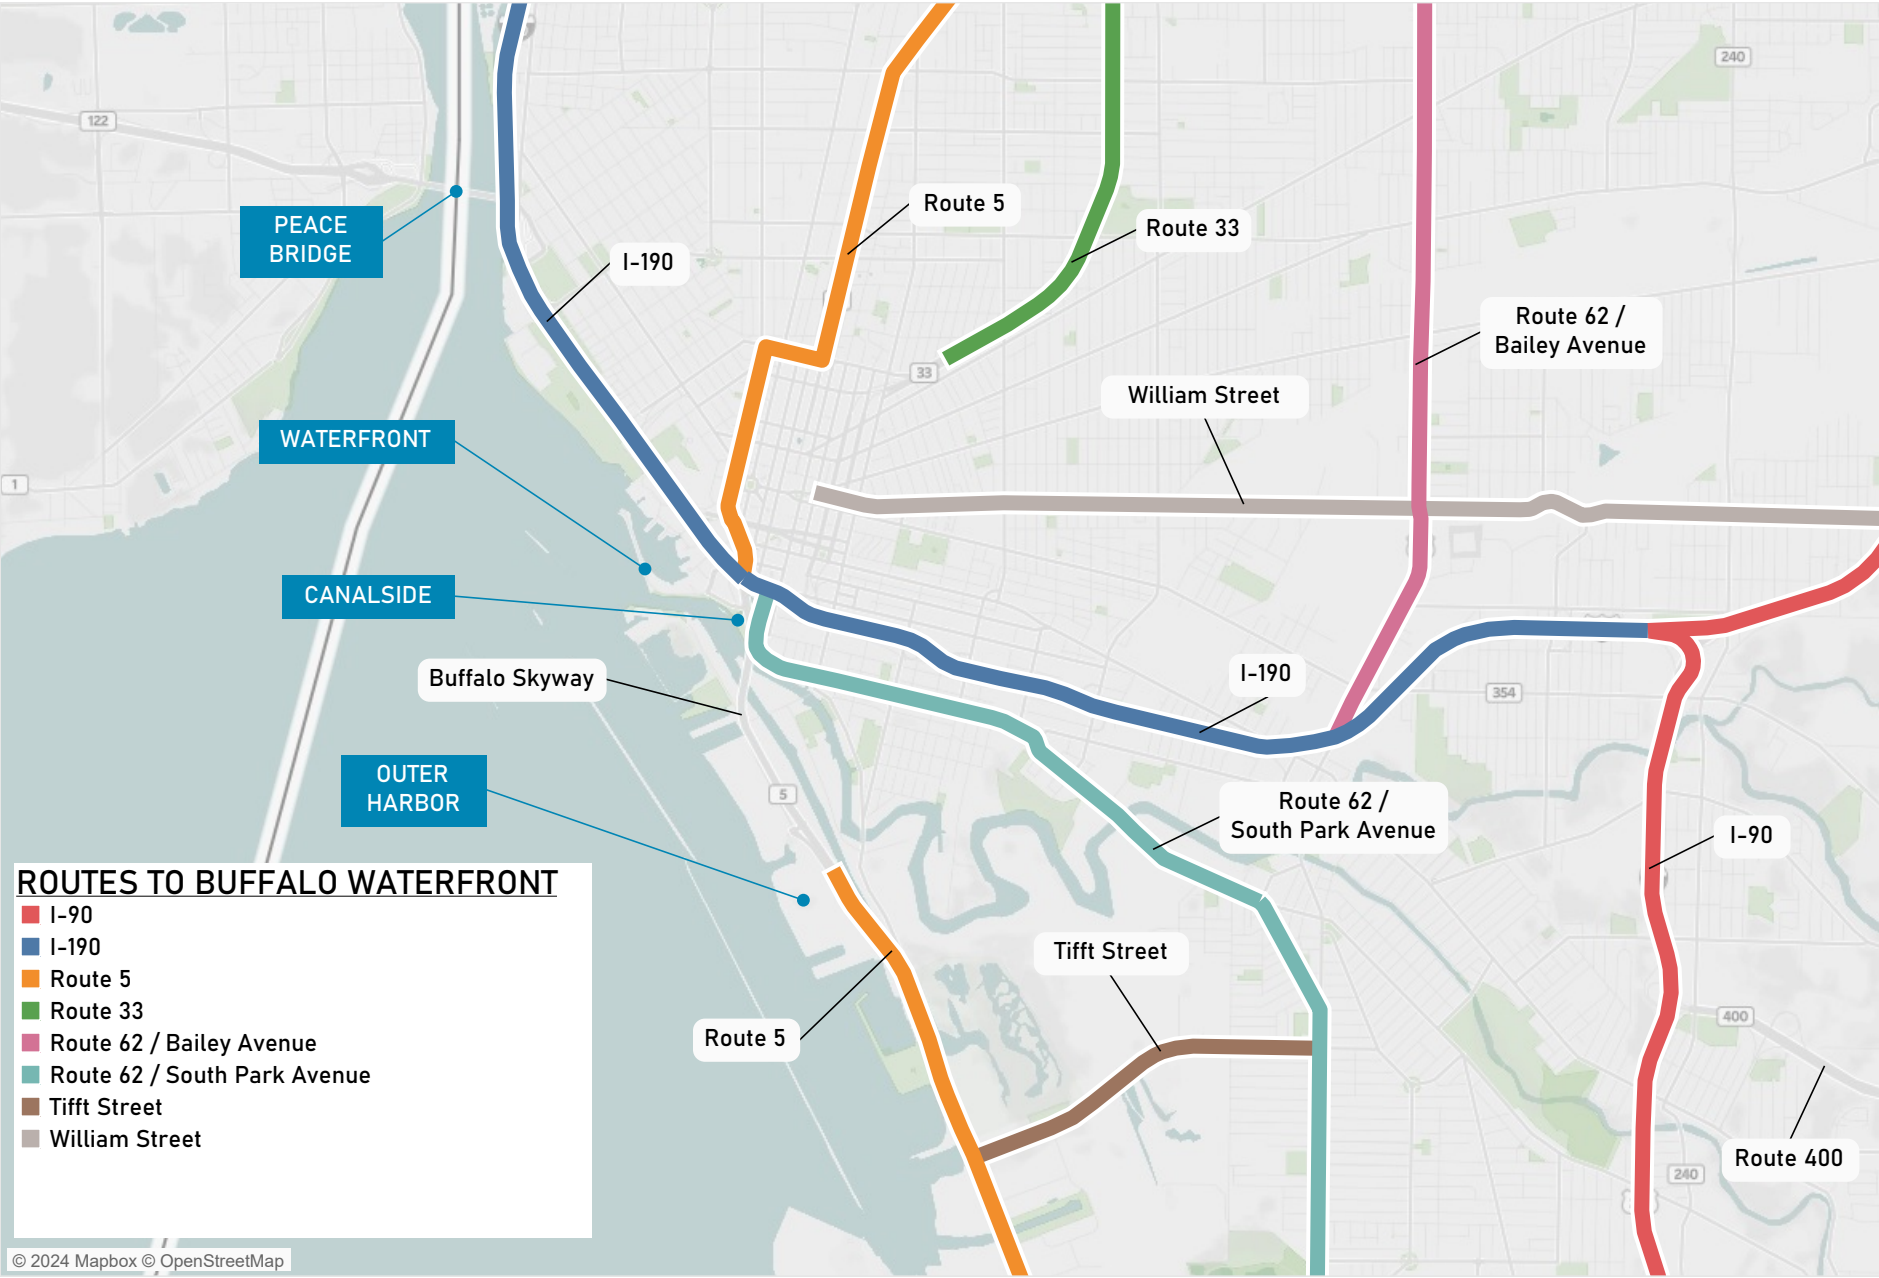 240
122
Route 5
PEACE
BRIDGE
Route 33
I-190
Route 62 /
Bailey Avenue
33
William Street
WATERFRONT
1
CANALSIDE
Buffalo Skyway
I-190
354
OUTER
HARBOR
5
Route 62 /
South Park Avenue
I-90
ROUTES TO BUFFALO WATERFRONT
I-90
I-190
Route 5
Route 33
Route 62 / Bailey Avenue
Route 62 / South Park Avenue
Tifft Street
William Street
Tifft Street
400
Route 5
Route 400
240
© 2024 Mapbox © OpenStreetMap